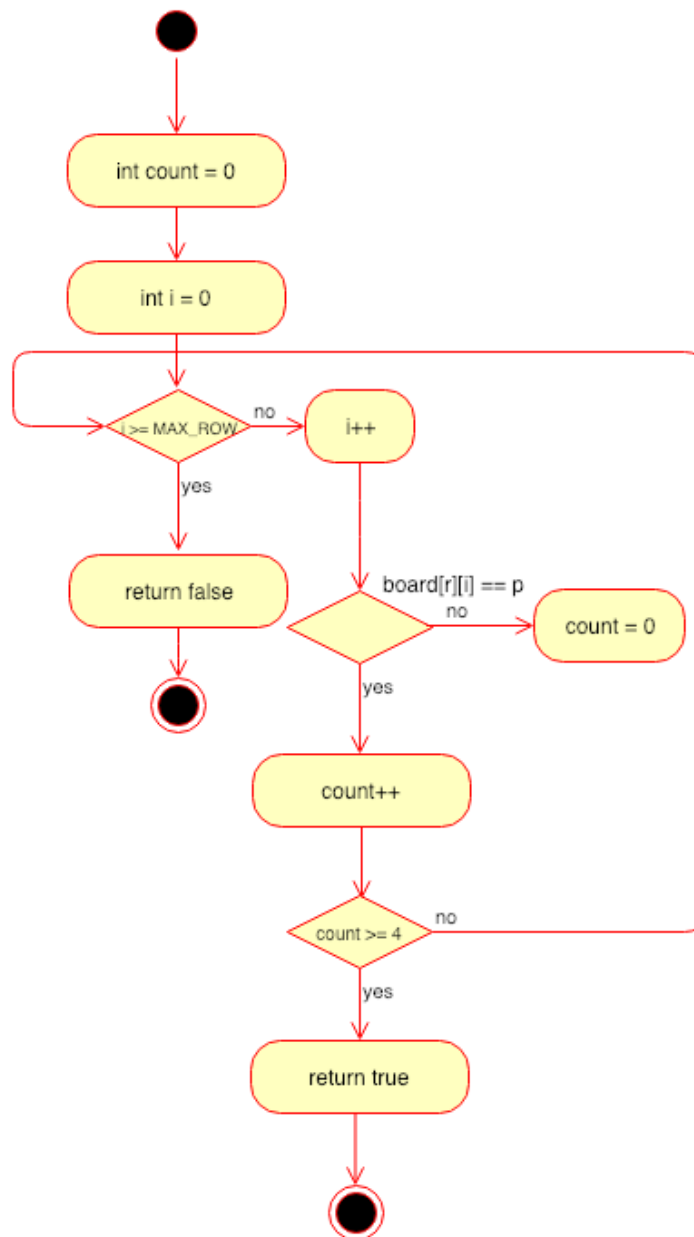 int count = 0
int i = 0
i >= MAX_ROW
no
i++
yes
return false
board[r][i] == p
no
count = 0
yes
count++
count >= 4
no
yes
return true